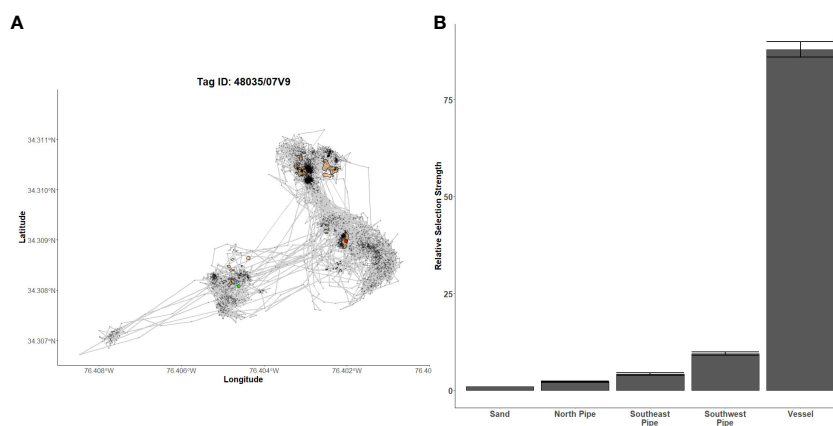 A
B
Tag ID: 48035/07V9
34.311°N
34.310°N
34.309°N
34.308°N
34.307°N
Latitude
76.408°W
76.406°W
76.404°W
76.402°W
76.40
Longitude
Relative Selection Strength
75
50
25
0
Sand
North Pipe
Southeast
Pipe
Southwest
Pipe
Vessel